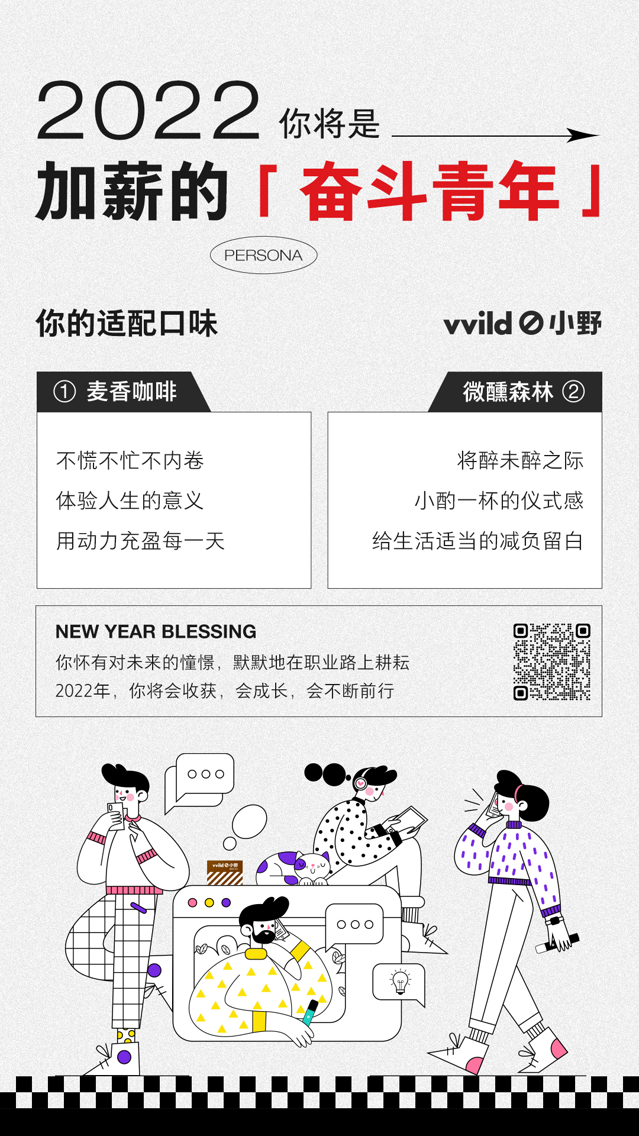 2022 你将是
加薪的「奋斗青年」
PERSONA
你的适配口味
vvild 小野
① 麦香咖啡
不慌不忙不内卷
体验人生的意义
用动力充盈每一天
微醺森林 ②
将醉未醉之际
小酌一杯的仪式感
给生活适当的减负留白
NEW YEAR BLESSING
你怀有对未来的憧憬，默默地在职业路上耕耘
2022年，你将会收获，会成长，会不断前行
vvild 小野